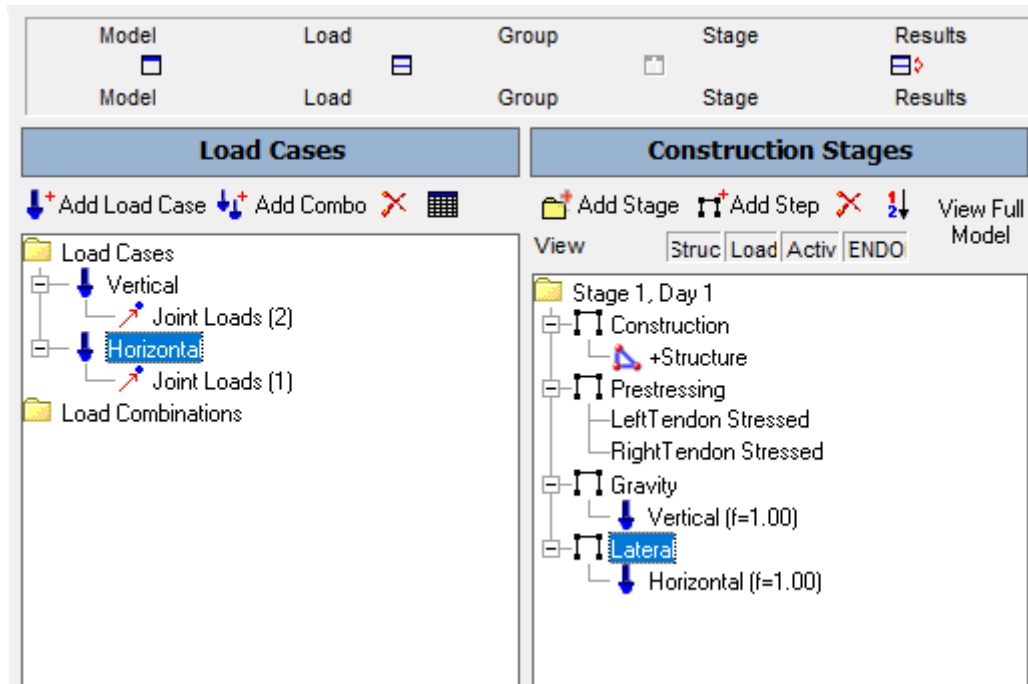 Model Load Group Stage Results
Model Load Group Stage Results
Load Cases
Add Load Case Add Combo
Load Cases
Vertical
Joint Loads (2)
Horizonta
Joint Loads (1)
Load Combinations
Construction Stages
Add Stage Add Step View Full Model
View Struc Load Activ ENDO
Stage 1, Day 1
Construction
+Structure
Prestressing
LeftTendon Stressed
RightTendon Stressed
Gravity
Vertical (f=1.00)
Latera
Horizontal (f=1.00)